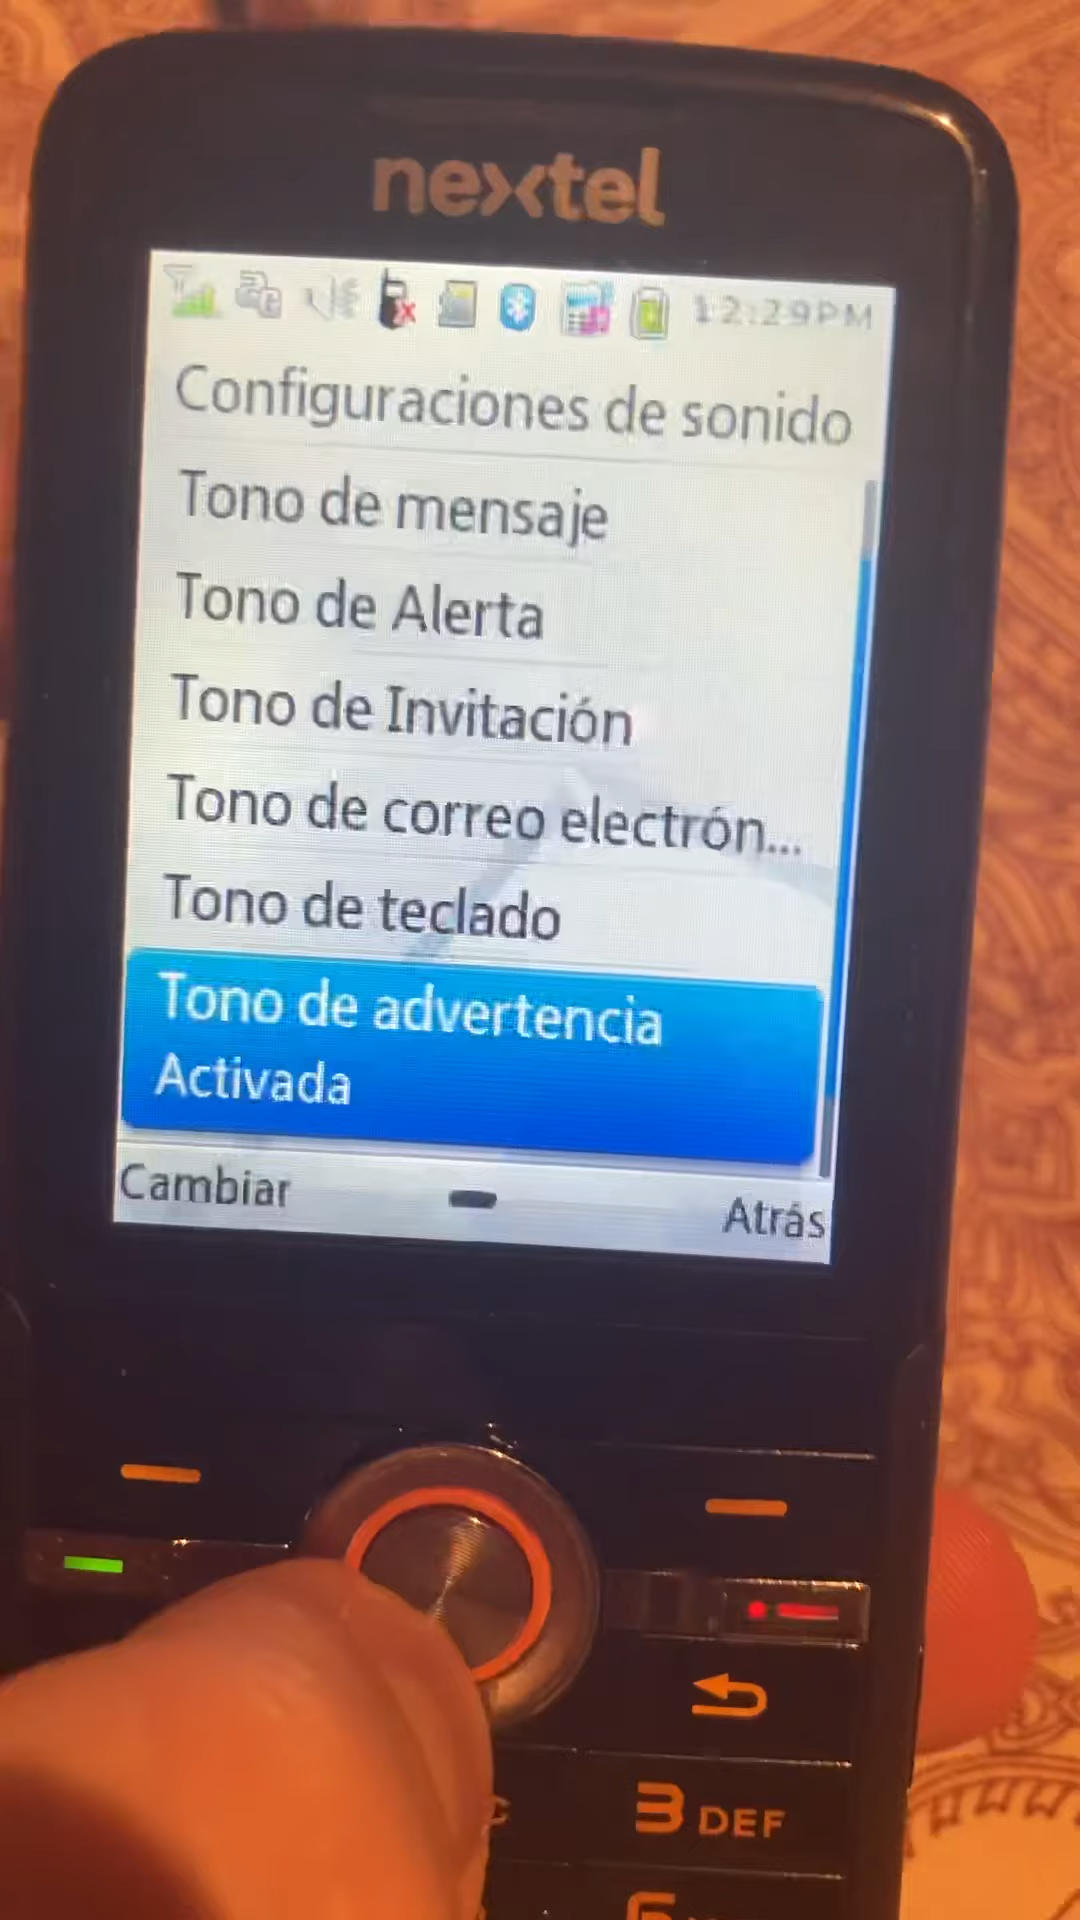 nextel
12:29PM
Configuraciones de sonido
Tono de mensaje
Tono de Alerta
Tono de Invitación
Tono de correo electrón...
Tono de teclado
Tono de advertencia
Activada
Cambiar
Atrás
3 DEF